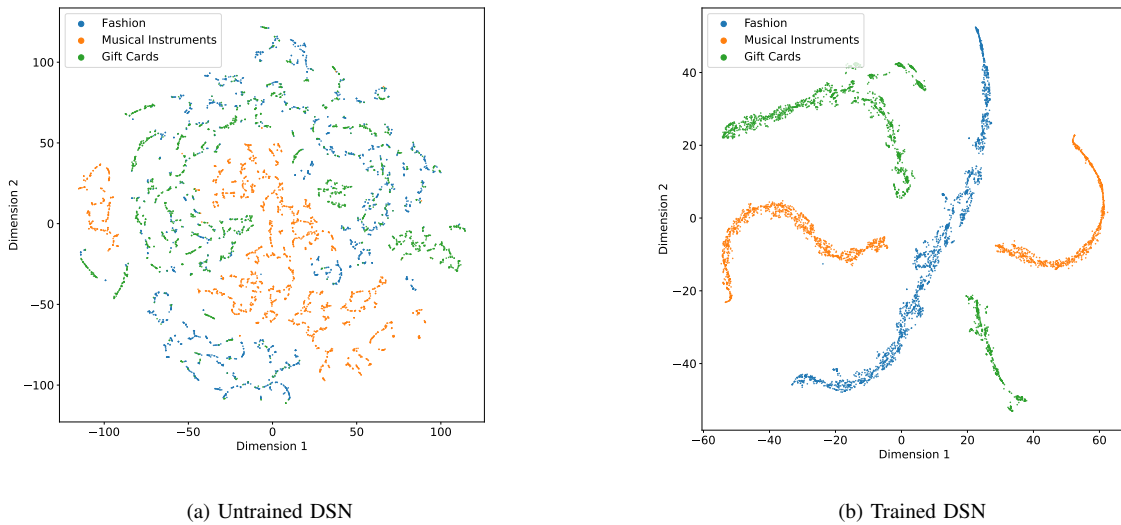 Fashion
Musical Instruments
Gift Cards
100
50
0
−50
−100
Dimension 2
−100 −50 0 50 100
Dimension 1
(a) Untrained DSN
Fashion
Musical Instruments
Gift Cards
40
20
0
−20
−40
Dimension 2
−60 −40 −20 0 20 40 60
Dimension 1
(b) Trained DSN